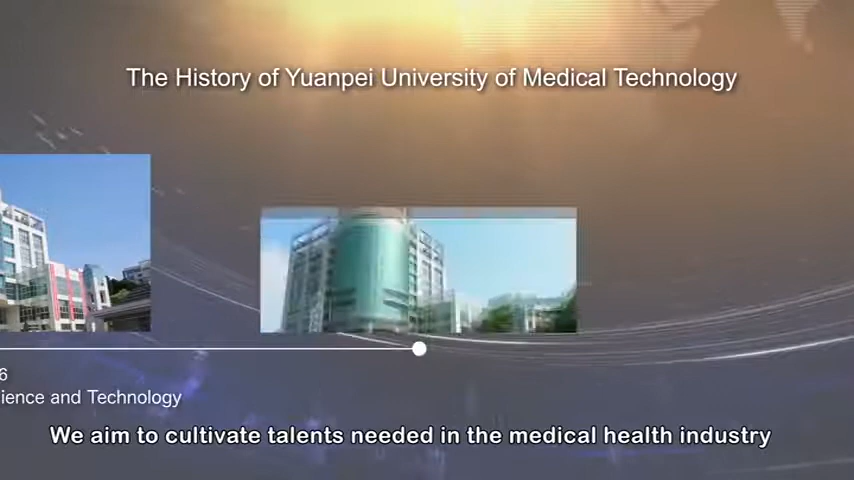 The History of Yuanpei University of Medical Technology
6
ience and Technology
We aim to cultivate talents needed in the medical health industry